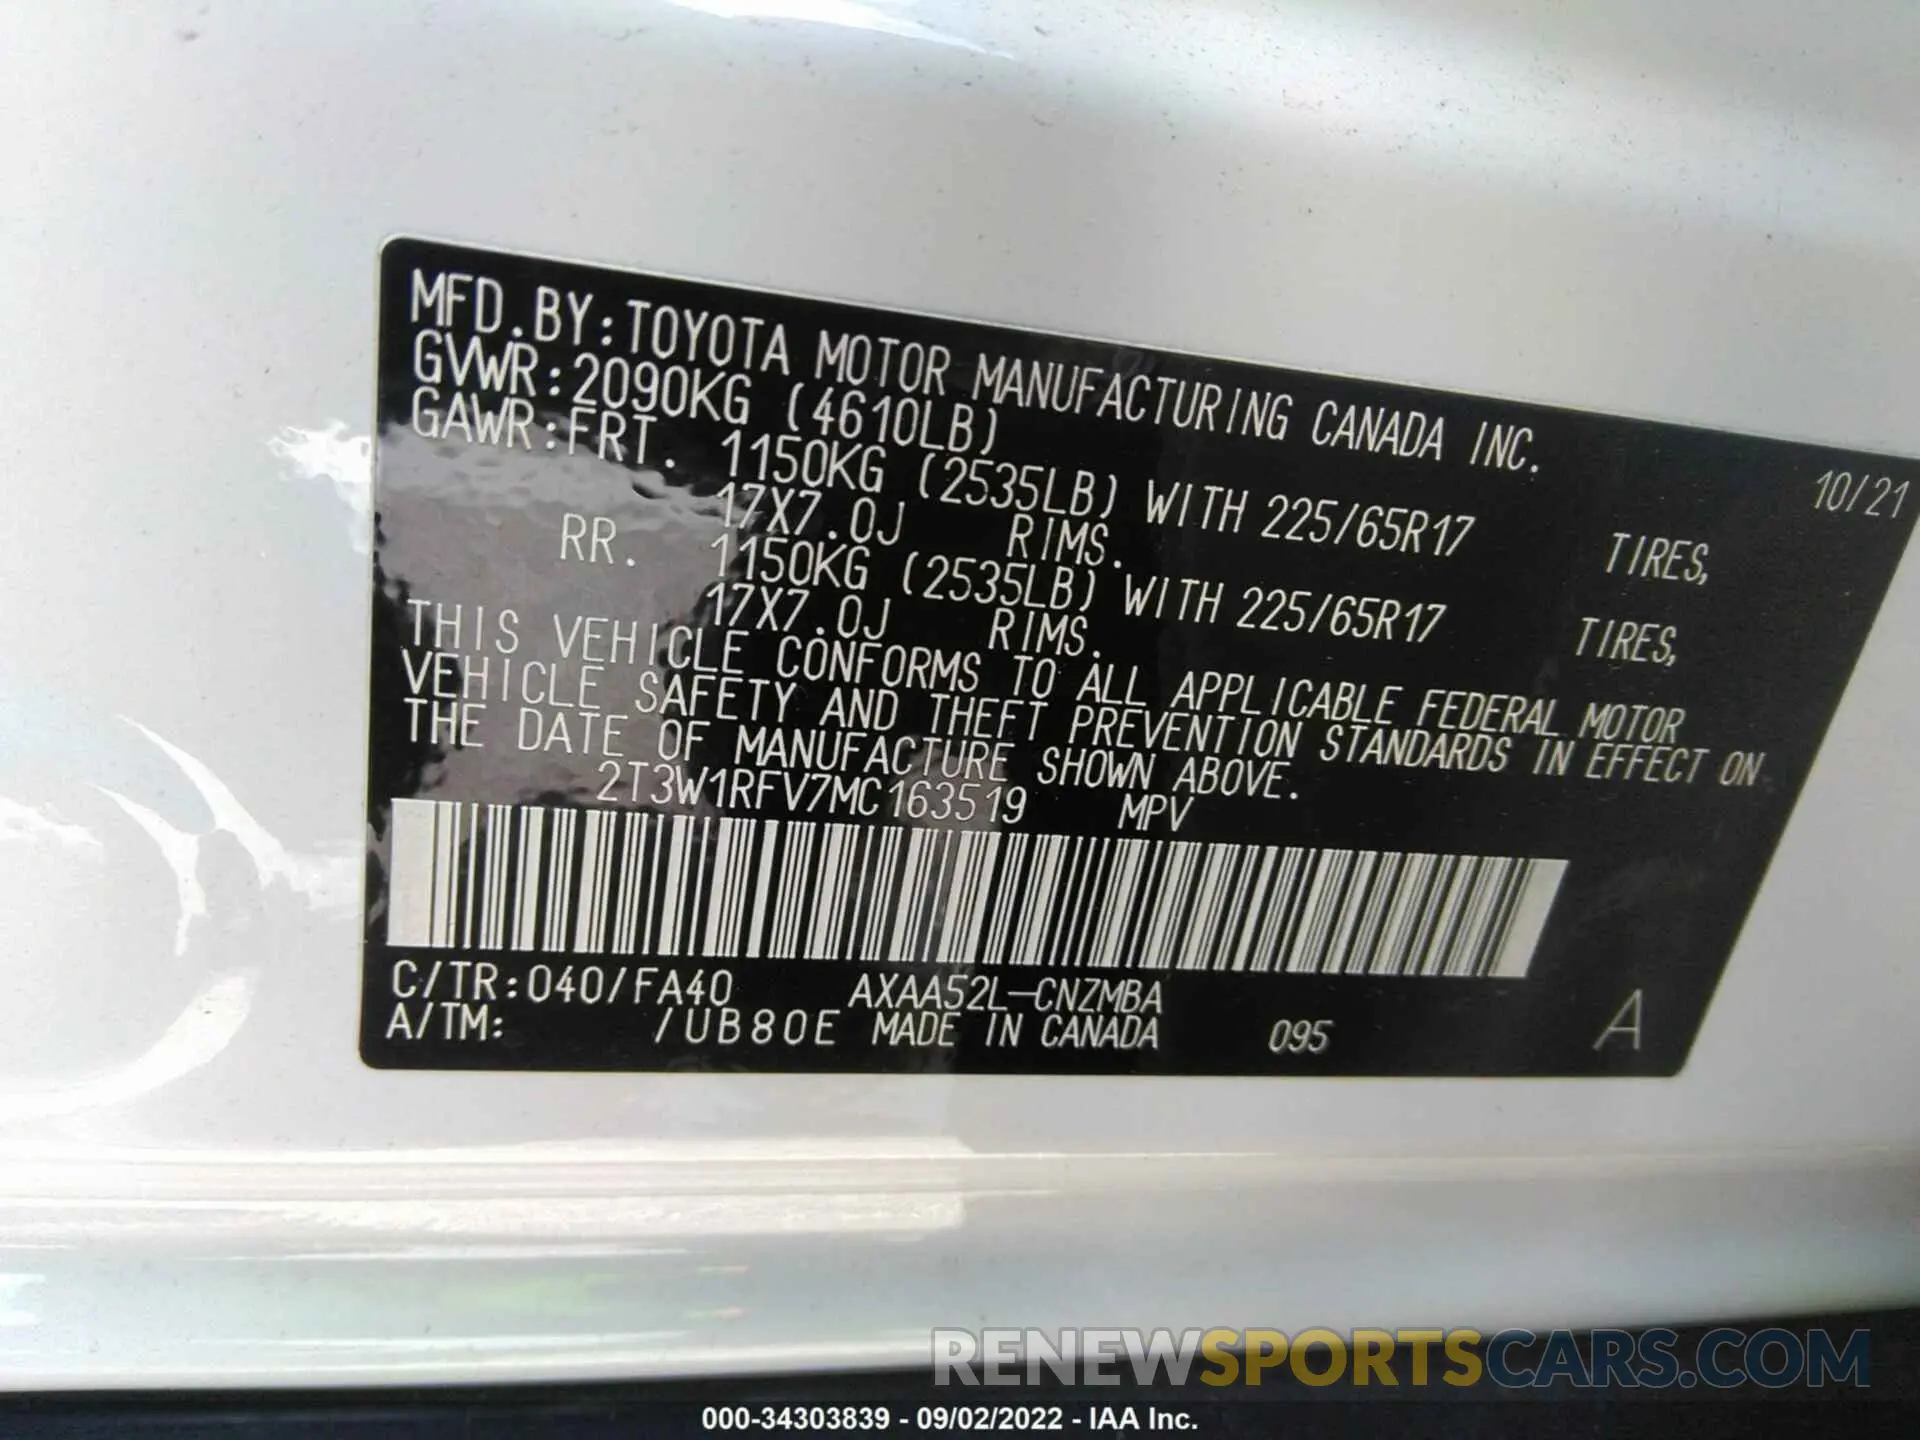 MFD.BY:TOYOTA MOTOR MANUFACTURING CANADA INC. 10/21
GVWR:2090KG (4610LB)
GAWR:FRT. 1150KG (2535LB) WITH 225/65R17 TIRES,
17X7.0J RIMS.
RR. 1150KG (2535LB) WITH 225/65R17 TIRES,
17X7.0J RIMS.
THIS VEHICLE CONFORMS TO ALL APPLICABLE FEDERAL MOTOR
VEHICLE SAFETY AND THEFT PREVENTION STANDARDS IN EFFECT ON
THE DATE OF MANUFACTURE SHOWN ABOVE.
2T3W1RFV7MC163519 MPV
C/TR:040/FA40 AXAA52L-CNZMBA
A/TM: /UB80E MADE IN CANADA 095 A
RENEWSPORTSCARS.COM
000-34303839 - 09/02/2022 - IAA Inc.